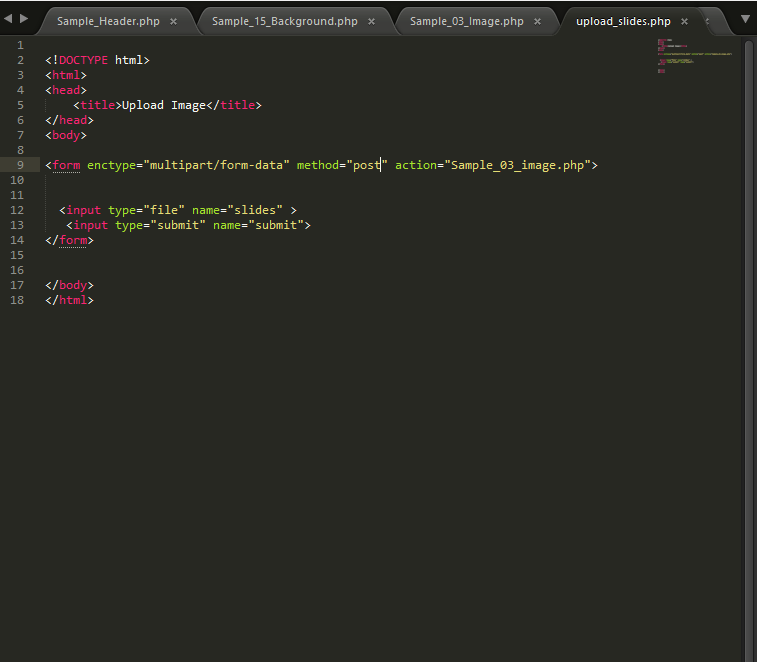 Sample_Header.php × Sample_15_Background.php × Sample_03_Image.php × upload_slides.php ×
1
2 <!DOCTYPE html>
3 <html>
4 <head>
5 <title>Upload Image</title>
6 </head>
7 <body>
8
9 <form enctype="multipart/form-data" method="post" action="Sample_03_image.php">
10
11
12 <input type="file" name="slides" >
13 <input type="submit" name="submit">
14 </form>
15
16
17 </body>
18 </html>